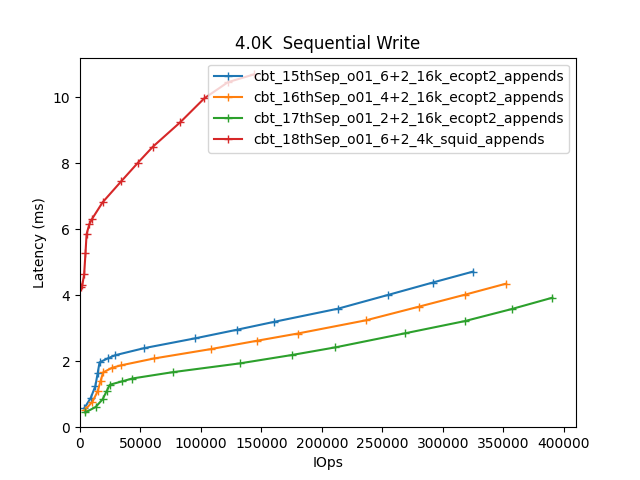 4.0K  Sequential Write
cbt_15thSep_o01_6+2_16k_ecopt2_appends
cbt_16thSep_o01_4+2_16k_ecopt2_appends
cbt_17thSep_o01_2+2_16k_ecopt2_appends
cbt_18thSep_o01_6+2_4k_squid_appends
Latency (ms)
10
8
6
4
2
0
0 50000 100000 150000 200000 250000 300000 350000 400000
IOps